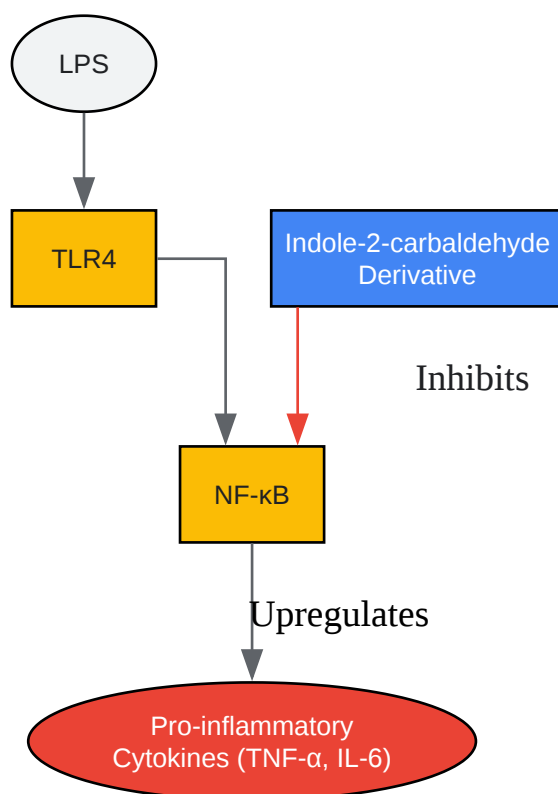 LPS
TLR4
Indole-2-carbaldehyde
Derivative
Inhibits
NF-κB
Upregulates
Pro-inflammatory
Cytokines (TNF-α, IL-6)